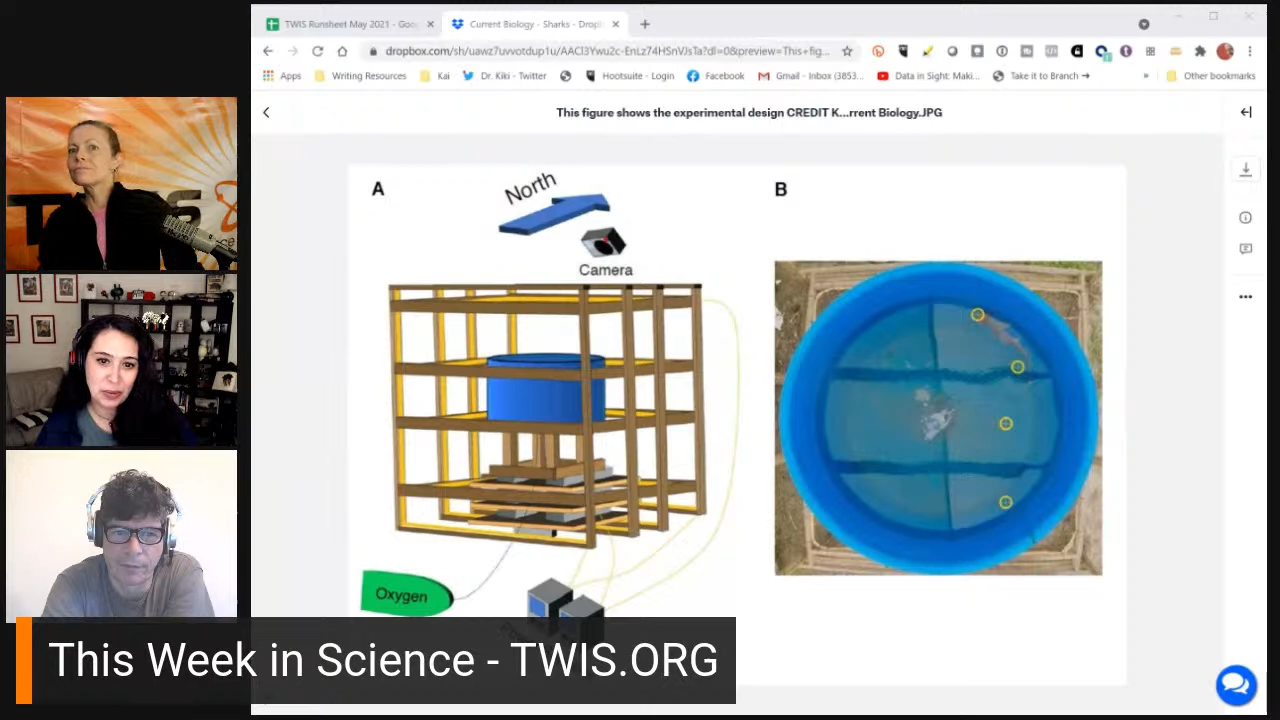 TWIS Runsheet May 2021 - Goo
Current Biology - Sharks - Dropb
dropbox.com/sh/uawz7uvvotdup1u/AACl3Ywu2c-EnLz74HSnVJsTa?dl=0&preview=This+fig...
Apps
Writing Resources
Kai
Dr. Kiki - Twitter
Hootsuite - Login
Facebook
Gmail - Inbox (3853...
Data in Sight: Maki...
Take it to Branch →
»
Other bookmarks
This figure shows the experimental design CREDIT K...rrent Biology.JPG
A
North
B
Camera
Oxygen
This Week in Science - TWIS.ORG